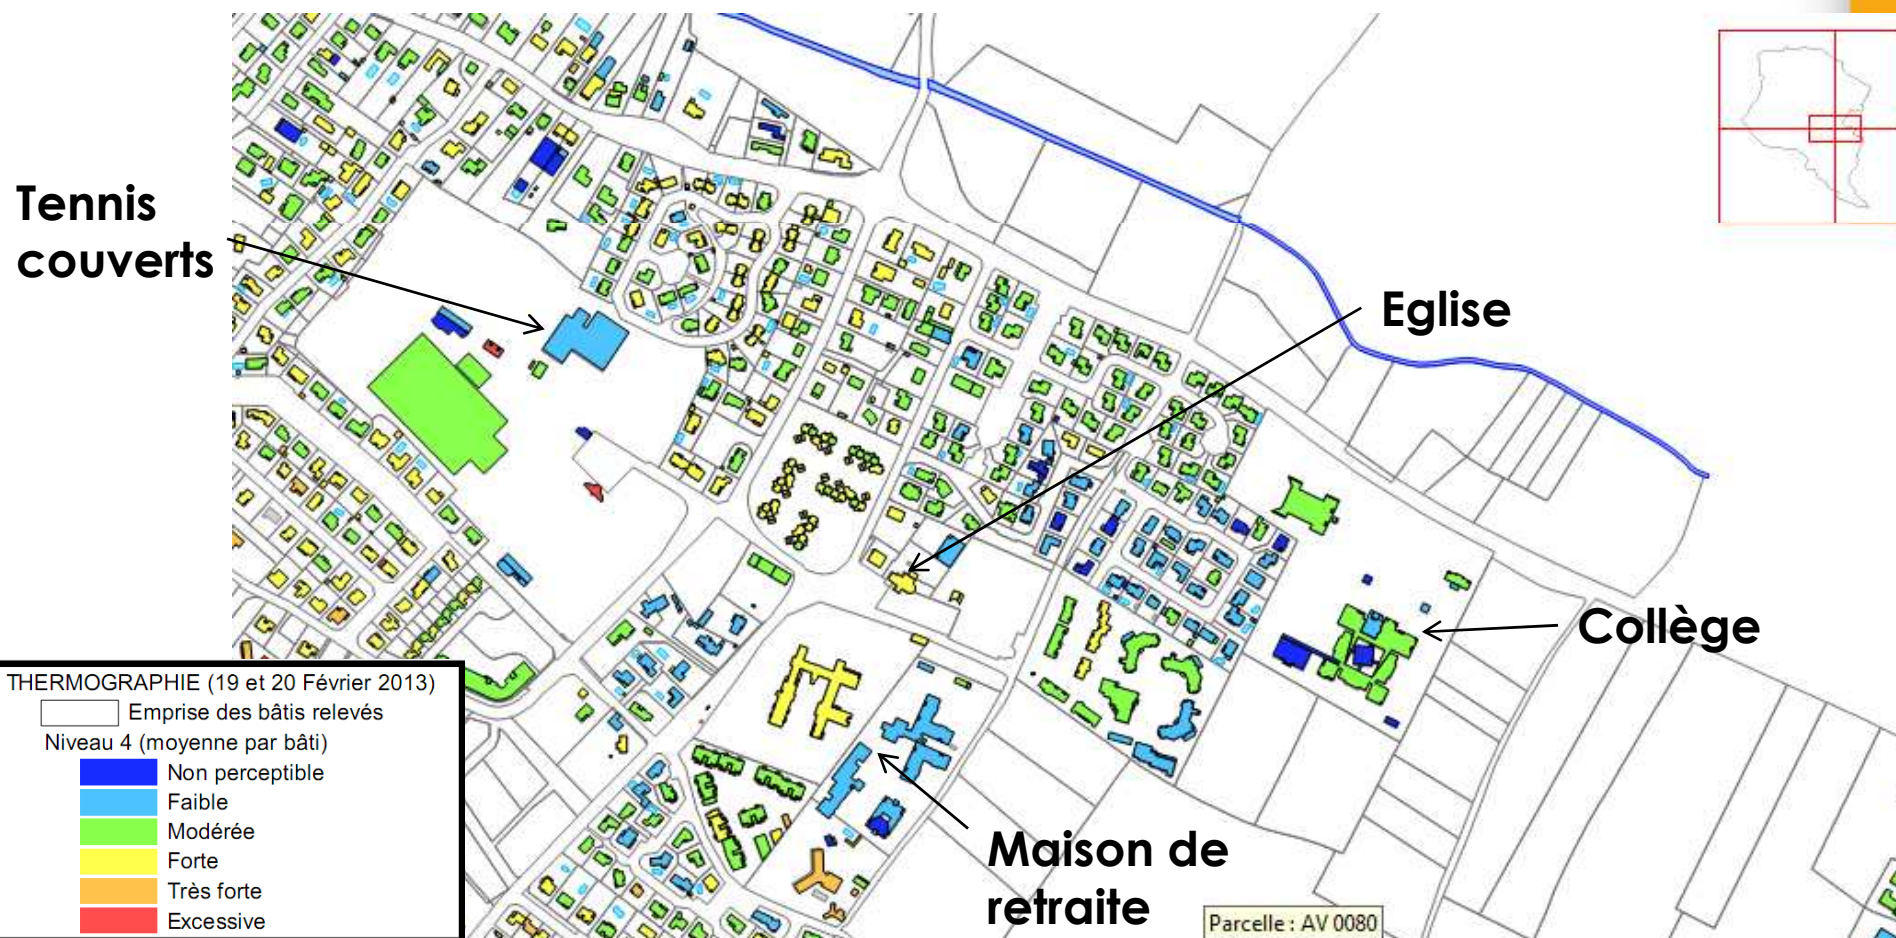 Tennis
couverts
Eglise
Collège
Maison de
retraite
THERMOGRAPHIE (19 et 20 Février 2013)
Emprise des bâtis relevés
Niveau 4 (moyenne par bâti)
Non perceptible
Faible
Modérée
Forte
Très forte
Excessive
Parcelle : AV 0080